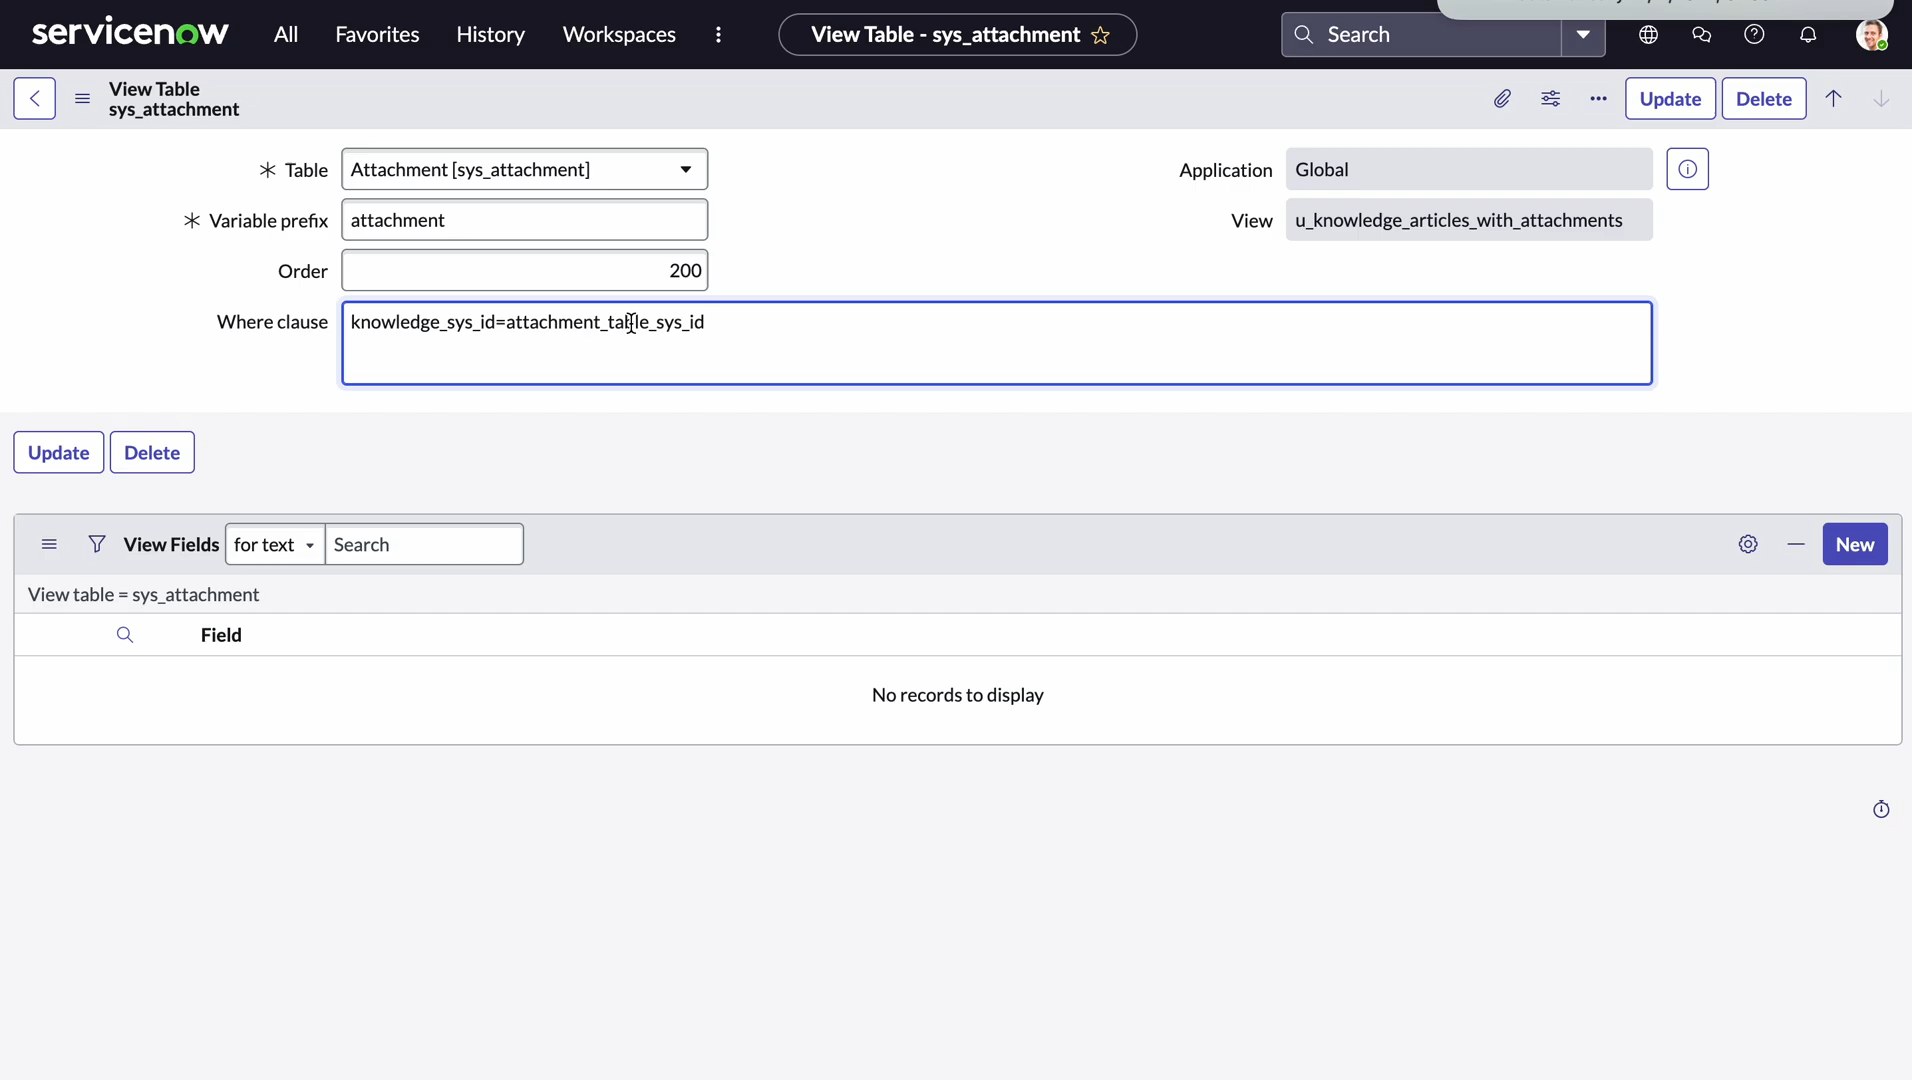 servicenow All Favorites History Workspaces View Table - sys_attachment Search
View Table
sys_attachment
Update Delete
Table Attachment [sys_attachment] Application Global
Variable prefix attachment View u_knowledge_articles_with_attachments
Order 200
Where clause knowledge_sys_id=attachment_table_sys_id
Update Delete
View Fields for text Search New
View table = sys_attachment
Field
No records to display